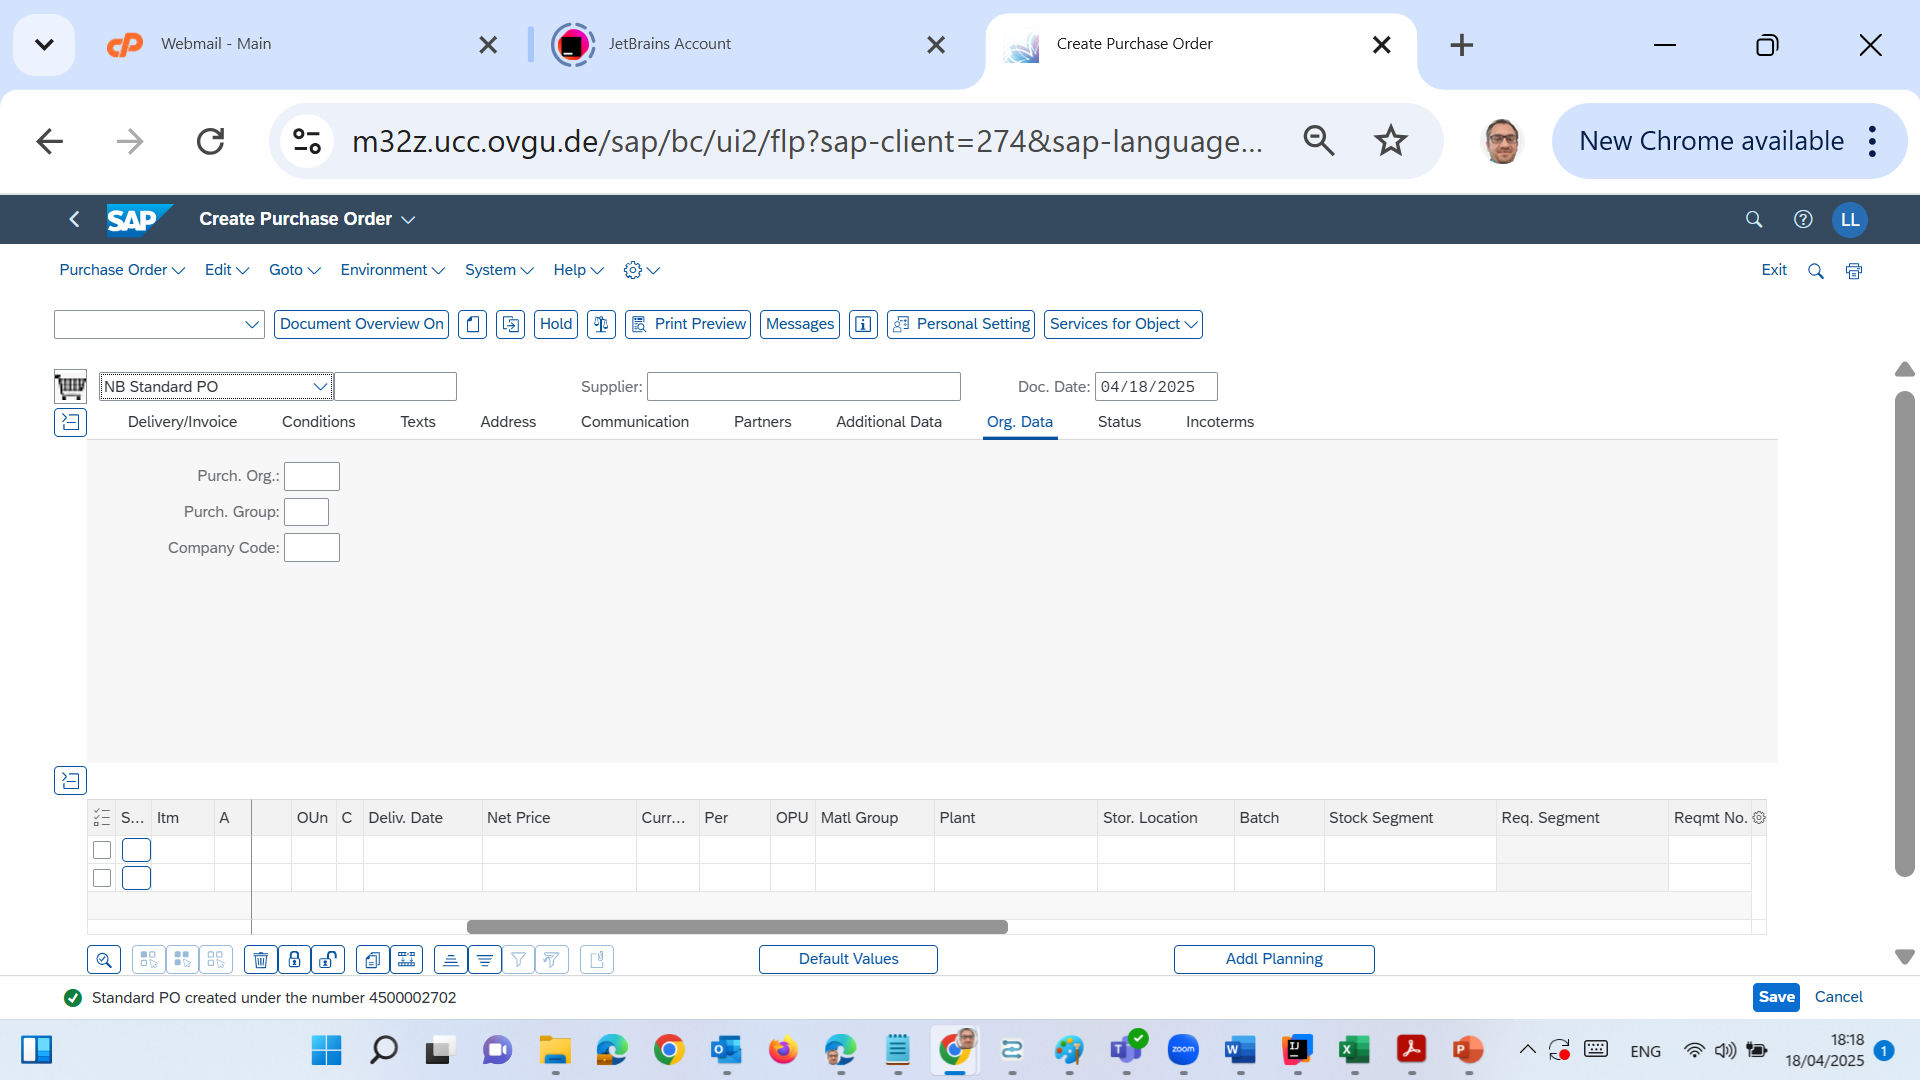 Webmail - Main
JetBrains Account
Create Purchase Order
m32z.ucc.ovgu.de/sap/bc/ui2/flp?sap-client=274&sap-language...
New Chrome available
SAP
Create Purchase Order
LL
Purchase Order
Edit
Goto
Environment
System
Help
Exit
Document Overview On
Hold
Print Preview
Messages
Personal Setting
Services for Object
NB Standard PO
Supplier:
Doc. Date:
04/18/2025
Delivery/Invoice
Conditions
Texts
Address
Communication
Partners
Additional Data
Org. Data
Status
Incoterms
Purch. Org.:
Purch. Group:
Company Code:
S...
Itm
A
OUn
C
Deliv. Date
Net Price
Curr...
Per
OPU
Matl Group
Plant
Stor. Location
Batch
Stock Segment
Req. Segment
Reqmt No.
Default Values
Addl Planning
Standard PO created under the number 4500002702
Save
Cancel
zoom
ENG
18:18
18/04/2025
1